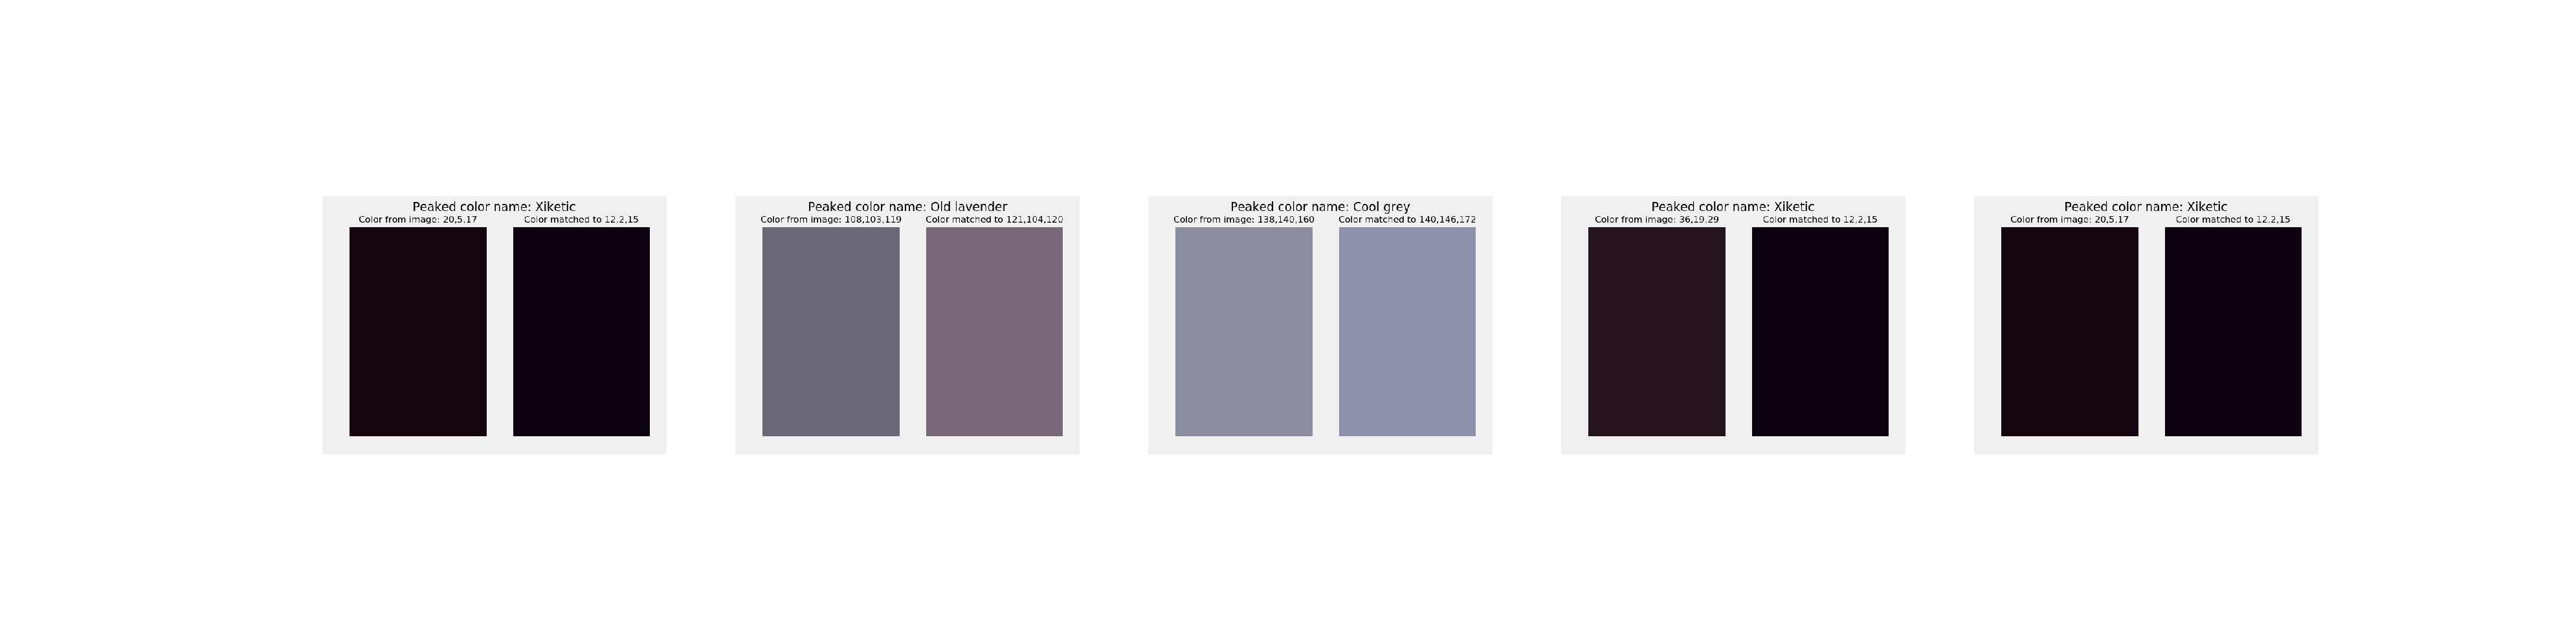 Peaked color name: Xiketic
Color from image: 20,5,17
Color matched to 12,2,15
Peaked color name: Old lavender
Color from image: 108,103,119
Color matched to 121,104,120
Peaked color name: Cool grey
Color from image: 138,140,160
Color matched to 140,146,172
Peaked color name: Xiketic
Color from image: 36,19,29
Color matched to 12,2,15
Peaked color name: Xiketic
Color from image: 20,5,17
Color matched to 12,2,15